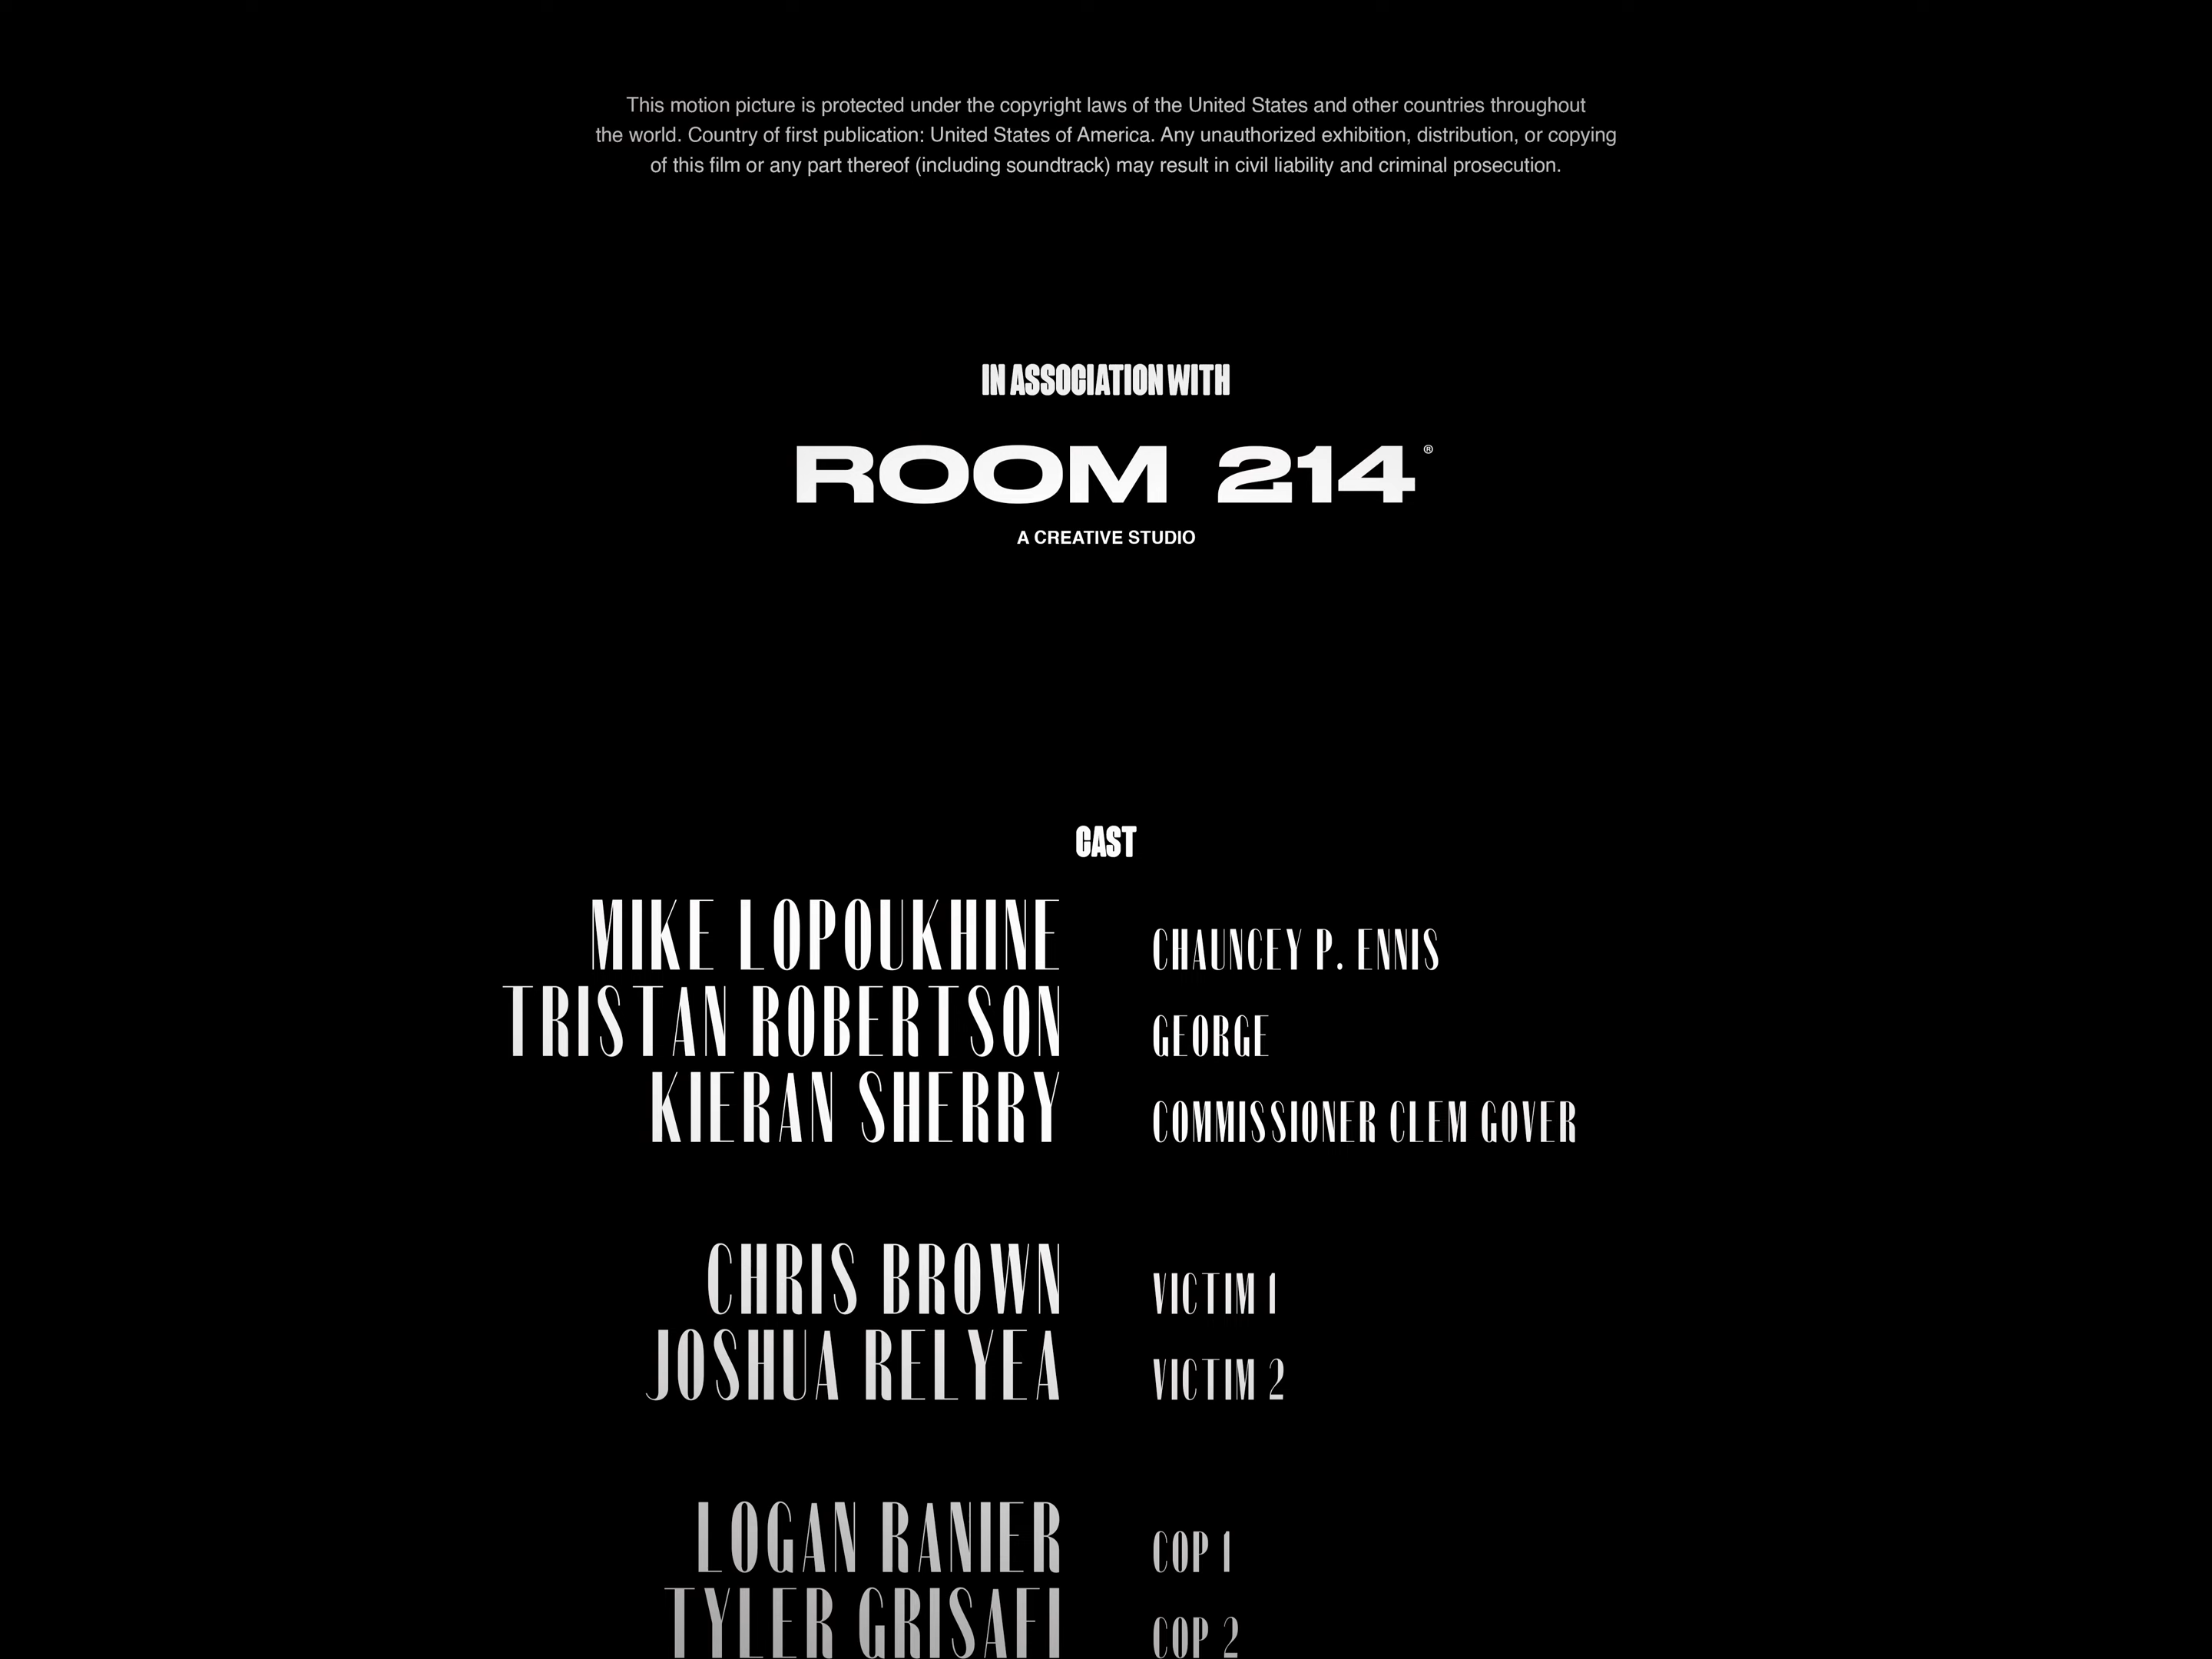 This motion picture is protected under the copyright laws of the United States and other countries throughout
the world. Country of first publication: United States of America. Any unauthorized exhibition, distribution, or copying
of this film or any part thereof (including soundtrack) may result in civil liability and criminal prosecution.
IN ASSOCIATION WITH
ROOM 214®
A CREATIVE STUDIO
CAST
MIKE LOPOUKHINE CHAUNCEY P. ENNIS
TRISTAN ROBERTSON GEORGE
KIERAN SHERRY COMMISSIONER CLEM GOVER
CHRIS BROWN VICTIM 1
JOSHUA RELYEA VICTIM 2
LOGAN RANIER COP 1
TYLER GRISAFI COP 2